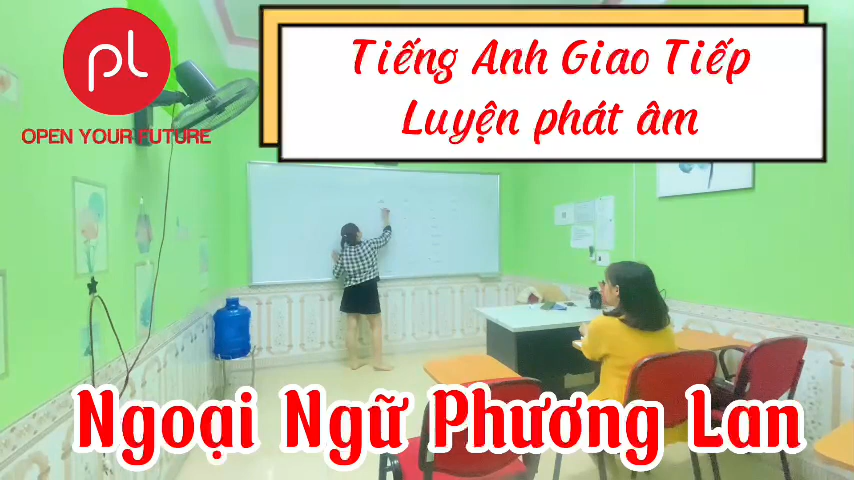 pl
OPEN YOUR FUTURE
Tiếng Anh Giao Tiếp
Luyện phát âm
Ngoại Ngữ Phương Lan